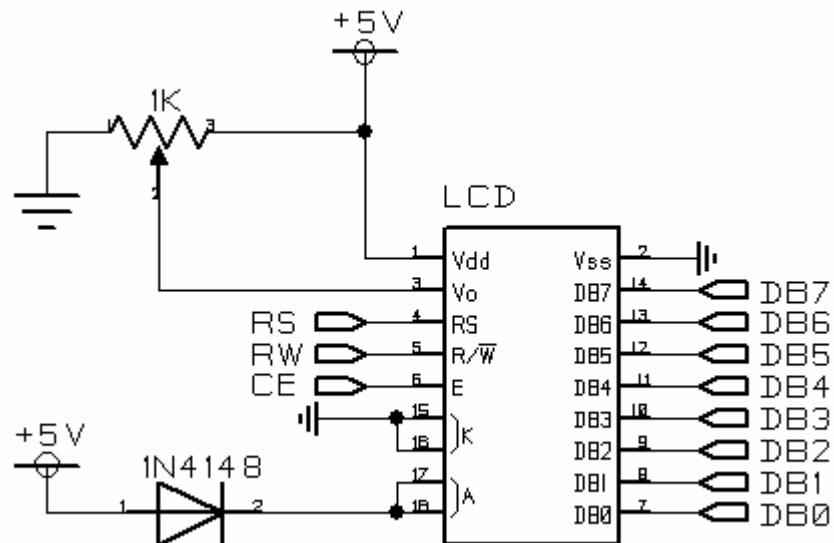 +5V
1K
1 3
2
LCD
1 Vdd Vss 2
3 Vo DB7 14 DB7
RS 4 RS DB6 13 DB6
RW 5 R/W̅ DB5 12 DB5
CE 6 E DB4 11 DB4
15 DB3 10 DB3
K
16 DB2 9 DB2
+5V
1N4148
17 DB1 8 DB1
A
1 2 18 DB0 7 DB0